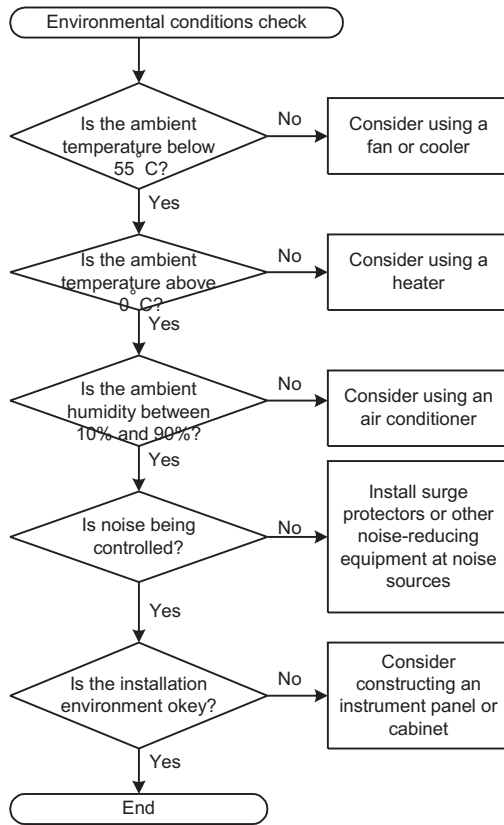 Environmental conditions check
Is the ambient
temperature below
55°C?
No
Consider using a
fan or cooler
Yes
Is the ambient
temperature above
0°C?
No
Consider using a
heater
Yes
Is the ambient
humidity between
10% and 90%?
No
Consider using an
air conditioner
Yes
Is noise being
controlled?
No
Install surge
protectors or other
noise-reducing
equipment at noise
sources
Yes
Is the installation
environment okey?
No
Consider
constructing an
instrument panel or
cabinet
Yes
End